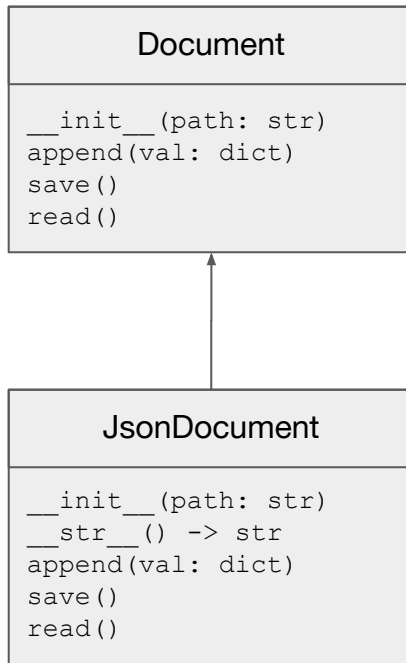 Document
__init__(path: str)
append(val: dict)
save()
read()
JsonDocument
__init__(path: str)
__str__() -> str
append(val: dict)
save()
read()